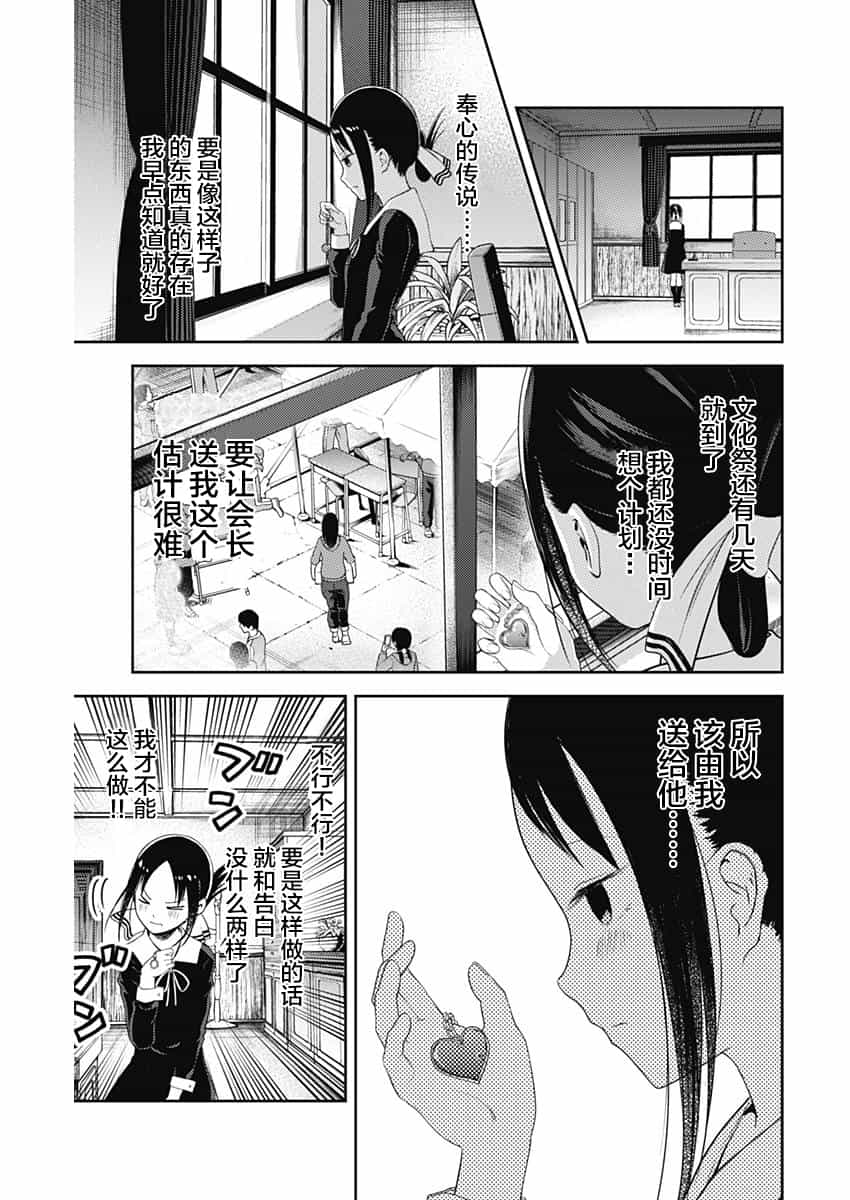 奉心的传说……
要是像这样子
的东西真的存在
我早点知道就好了
文化祭还有几天
就到了
我都还没时间
想个计划…
要让会长
送我这个
估计很难
所以
该由我
送给他……
不行不行！
要是这样做的话
就和告白
没什么两样了
我才不能
这么做!!
ブン
ブン